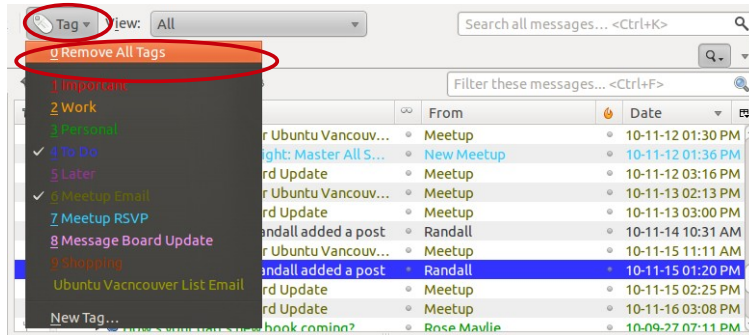 Tag View: All Search all messages... <Ctrl+K>
0 Remove All Tags
Filter these messages... <Ctrl+F>
1 Important
2 Work
3 Personal
4 To Do
5 Later
6 Meetup Email
7 Meetup RSVP
8 Message Board Update
9 Shopping
Ubuntu Vacncouver List Email
New Tag...
From Date
r Ubuntu Vancouv... Meetup 10-11-12 01:30 PM
ight: Master All S... New Meetup 10-11-12 01:36 PM
rd Update Meetup 10-11-12 03:16 PM
r Ubuntu Vancouv... Meetup 10-11-13 02:13 PM
rd Update Meetup 10-11-13 03:00 PM
andall added a post Randall 10-11-14 10:31 AM
r Ubuntu Vancouv... Meetup 10-11-15 11:11 AM
andall added a post Randall 10-11-15 01:20 PM
rd Update Meetup 10-11-15 02:25 PM
rd Update Meetup 10-11-16 03:08 PM
book coming? Rose Maylie 10-09-27 07:11 PM